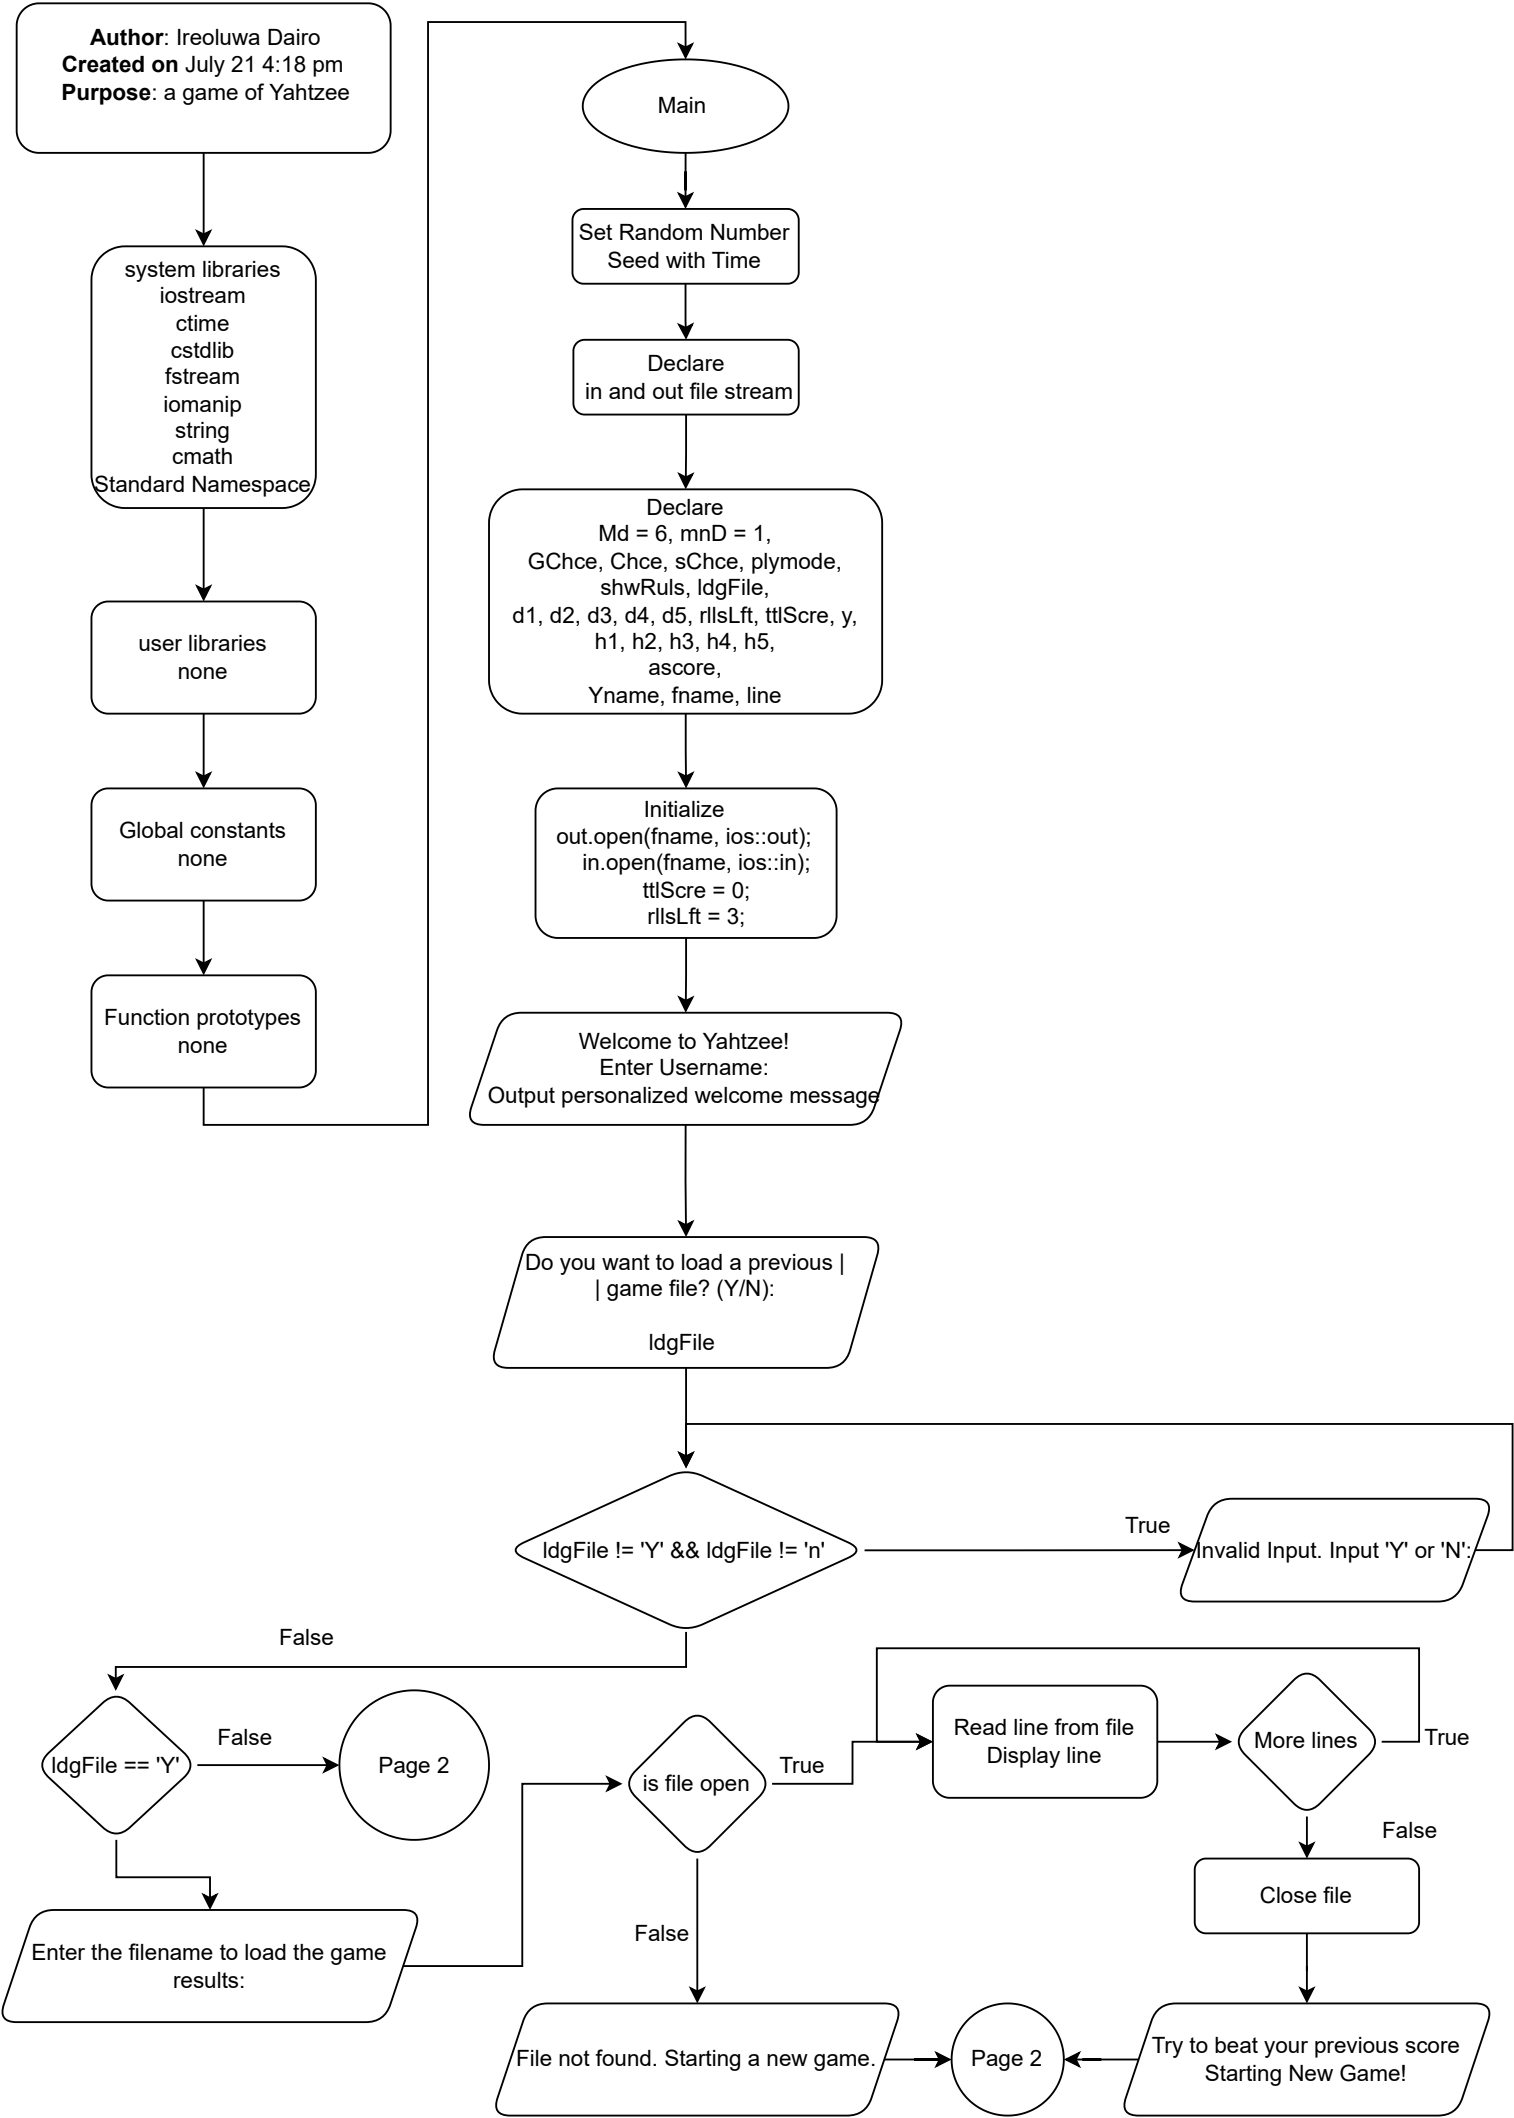 Author: Ireoluwa Dairo
Created on July 21 4:18 pm
Purpose: a game of Yahtzee
system libraries
iostream
ctime
cstdlib
fstream
iomanip
string
cmath
Standard Namespace
user libraries
none
Global constants
none
Function prototypes
none
Main
Set Random Number
Seed with Time
Declare
in and out file stream
Declare
Md = 6, mnD = 1,
GChce, Chce, sChce, plymode,
shwRuls, ldgFile,
d1, d2, d3, d4, d5, rllsLft, ttlScre, y,
h1, h2, h3, h4, h5,
ascore,
Yname, fname, line
Initialize
out.open(fname, ios::out);
in.open(fname, ios::in);
ttlScre = 0;
rllsLft = 3;
Welcome to Yahtzee!
Enter Username:
Output personalized welcome message
Do you want to load a previous |
| game file? (Y/N):
ldgFile
ldgFile != 'Y' && ldgFile != 'n'
True
Invalid Input. Input 'Y' or 'N':
False
ldgFile == 'Y'
False
Page 2
Enter the filename to load the game
results:
is file open
True
Read line from file
Display line
More lines
True
False
Close file
False
File not found. Starting a new game.
Page 2
Try to beat your previous score
Starting New Game!